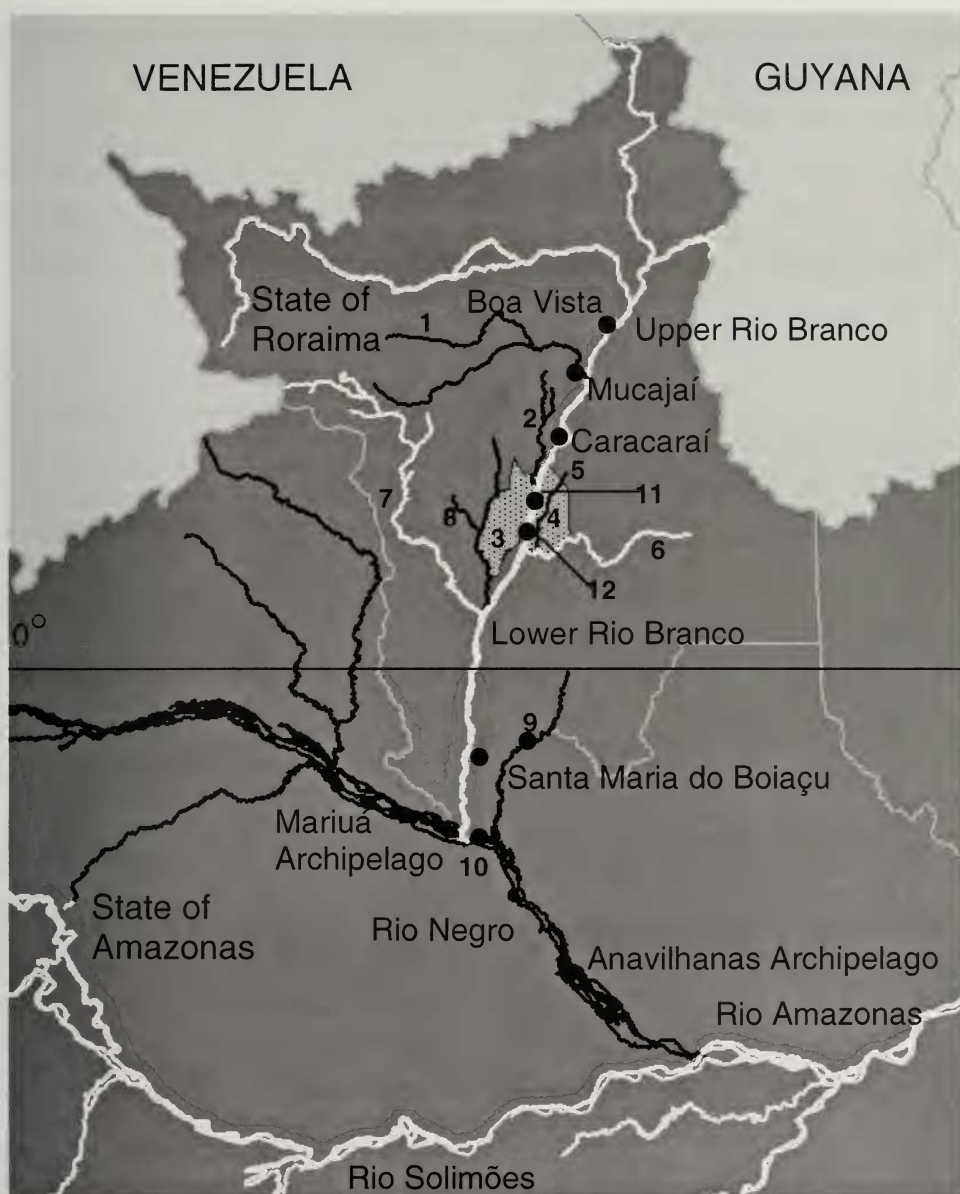 VENEZUELA
GUYANA
State of
Roraima
1
Boa Vista
Upper Rio Branco
Mucajaí
2
Caracaraí
5
11
7
8
3
4
6
12
0°
Lower Rio Branco
9
Santa Maria do Boiaçu
Mariuá
Archipelago
10
State of
Amazonas
Rio Negro
Anavilhanas Archipelago
Rio Amazonas
Rio Solimões